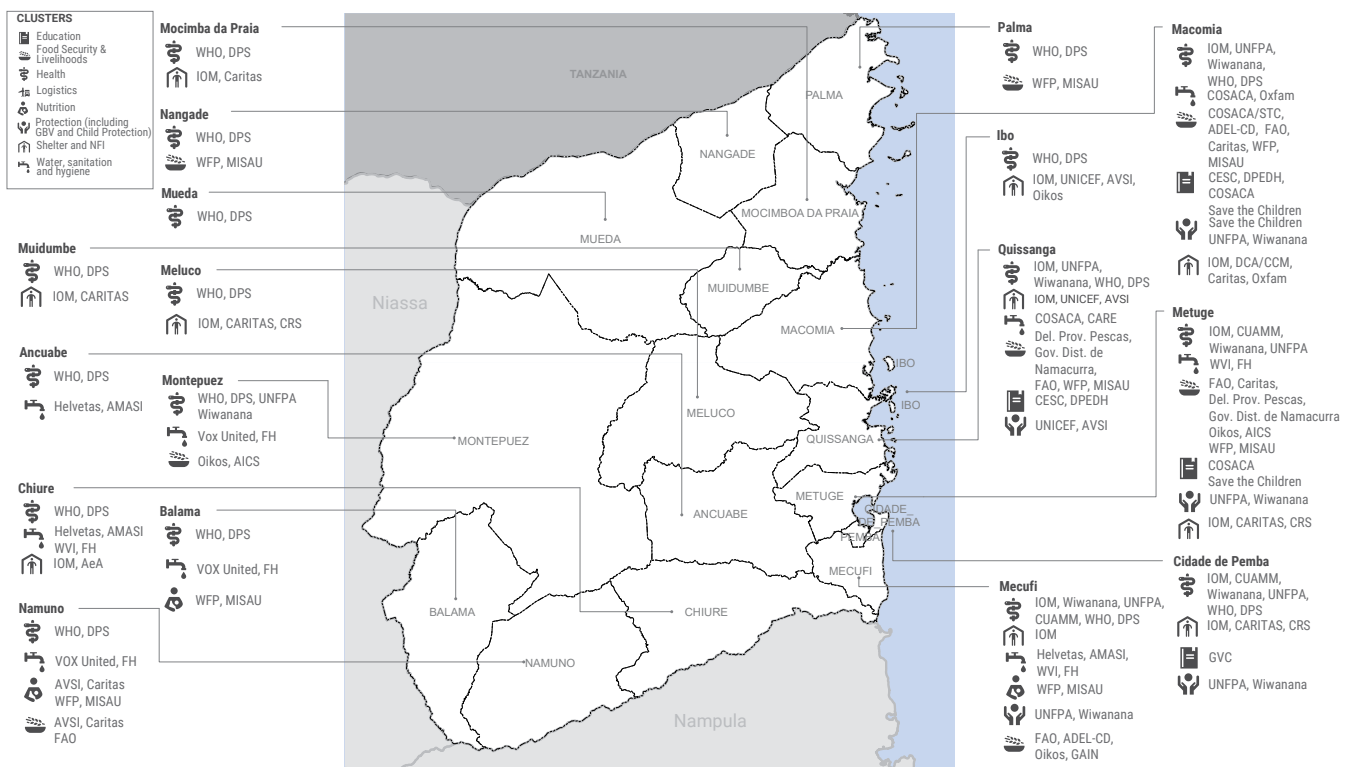 CLUSTERS
Education
Food Security &
Livelihoods
Health
Logistics
Nutrition
Protection (including
GBV and Child Protection)
Shelter and NFI
Water, sanitation
and hygiene
Mocimba da Praia
WHO, DPS
IOM, Caritas
Nangade
WHO, DPS
WFP, MISAU
Mueda
WHO, DPS
Muidumbe
WHO, DPS
IOM, CARITAS
Meluco
WHO, DPS
IOM, CARITAS, CRS
Ancuabe
WHO, DPS
Helvetas, AMASI
Montepuez
WHO, DPS, UNFPA
Wiwanana
Vox United, FH
Oikos, AICS
Chiure
WHO, DPS
Helvetas, AMASI
WVI, FH
IOM, AeA
Balama
WHO, DPS
VOX United, FH
WFP, MISAU
Namuno
WHO, DPS
VOX United, FH
AVSI, Caritas
WFP, MISAU
AVSI, Caritas
FAO
TANZANIA
PALMA
NANGADE
MOCIMBOA DA PRAIA
MUEDA
MUIDUMBE
Niassa
MACOMIA
IBO
IBO
MELUCO
MONTEPUEZ
QUISSANGA
METUGE
ANCUABE
CIDADE_
DE_PEMBA
PEMBA
MECUFI
BALAMA
CHIURE
NAMUNO
Nampula
Palma
WHO, DPS
WFP, MISAU
Ibo
WHO, DPS
IOM, UNICEF, AVSI,
Oikos
Quissanga
IOM, UNFPA,
Wiwanana, WHO, DPS
IOM, UNICEF, AVSI
COSACA, CARE
Del. Prov. Pescas,
Gov. Dist. de
Namacurra,
FAO, WFP, MISAU
CESC, DPEDH
UNICEF, AVSI
Mecufi
IOM, Wiwanana, UNFPA,
CUAMM, WHO, DPS
IOM
Helvetas, AMASI,
WVI, FH
WFP, MISAU
UNFPA, Wiwanana
FAO, ADEL-CD,
Oikos, GAIN
Macomia
IOM, UNFPA,
Wiwanana,
WHO, DPS
COSACA, Oxfam
COSACA/STC,
ADEL-CD, FAO,
Caritas, WFP,
MISAU
CESC, DPEDH,
COSACA
Save the Children
Save the Children
UNFPA, Wiwanana
IOM, DCA/CCM,
Caritas, Oxfam
Metuge
IOM, CUAMM,
Wiwanana, UNFPA
WVI, FH
FAO, Caritas,
Del. Prov. Pescas,
Gov. Dist. de Namacurra
Oikos, AICS
WFP, MISAU
COSACA
Save the Children
UNFPA, Wiwanana
IOM, CARITAS, CRS
Cidade de Pemba
IOM, CUAMM,
Wiwanana, UNFPA,
WHO, DPS
IOM, CARITAS, CRS
GVC
UNFPA, Wiwanana